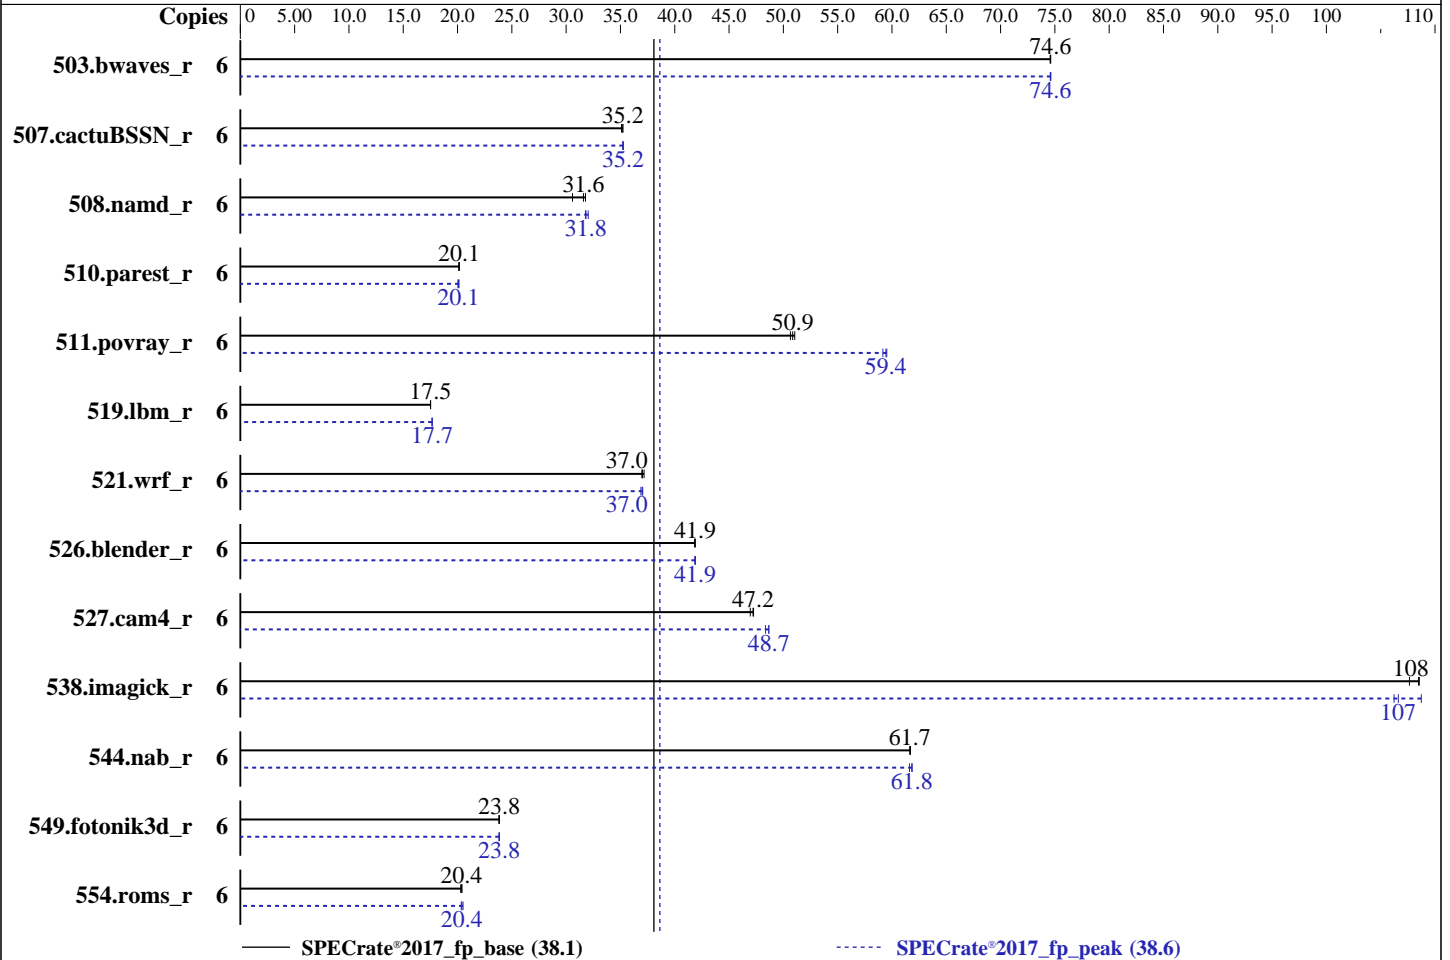 Copies 0 5.00 10.0 15.0 20.0 25.0 30.0 35.0 40.0 45.0 50.0 55.0 60.0 65.0 70.0 75.0 80.0 85.0 90.0 95.0 100 110
74.6
503.bwaves_r 6
74.6
35.2
507.cactuBSSN_r 6
35.2
31.6
508.namd_r 6
31.8
20.1
510.parest_r 6
20.1
50.9
511.povray_r 6
59.4
17.5
519.lbm_r 6
17.7
37.0
521.wrf_r 6
37.0
41.9
526.blender_r 6
41.9
47.2
527.cam4_r 6
48.7
108
538.imagick_r 6
107
61.7
544.nab_r 6
61.8
23.8
549.fotonik3d_r 6
23.8
20.4
554.roms_r 6
20.4
SPECrate®2017_fp_base (38.1) SPECrate®2017_fp_peak (38.6)